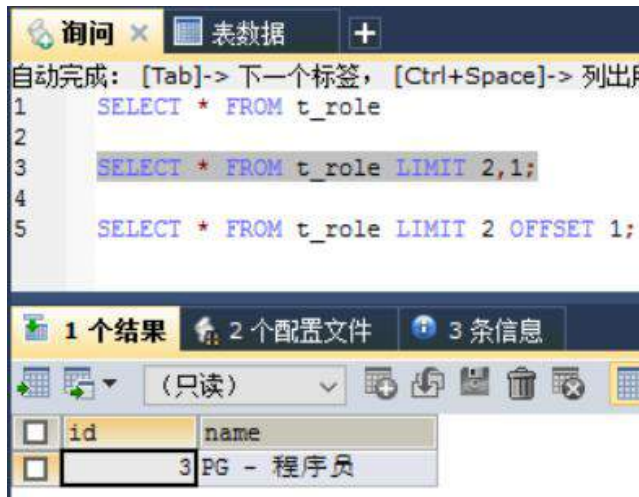 询问 表数据
自动完成： [Tab]-> 下一个标签， [Ctrl+Space]-> 列出
1 SELECT * FROM t_role
2
3 SELECT * FROM t_role LIMIT 2,1;
4
5 SELECT * FROM t_role LIMIT 2 OFFSET 1;
1 个结果 2 个配置文件 3 条信息
（只读）
id name
3 PG - 程序员